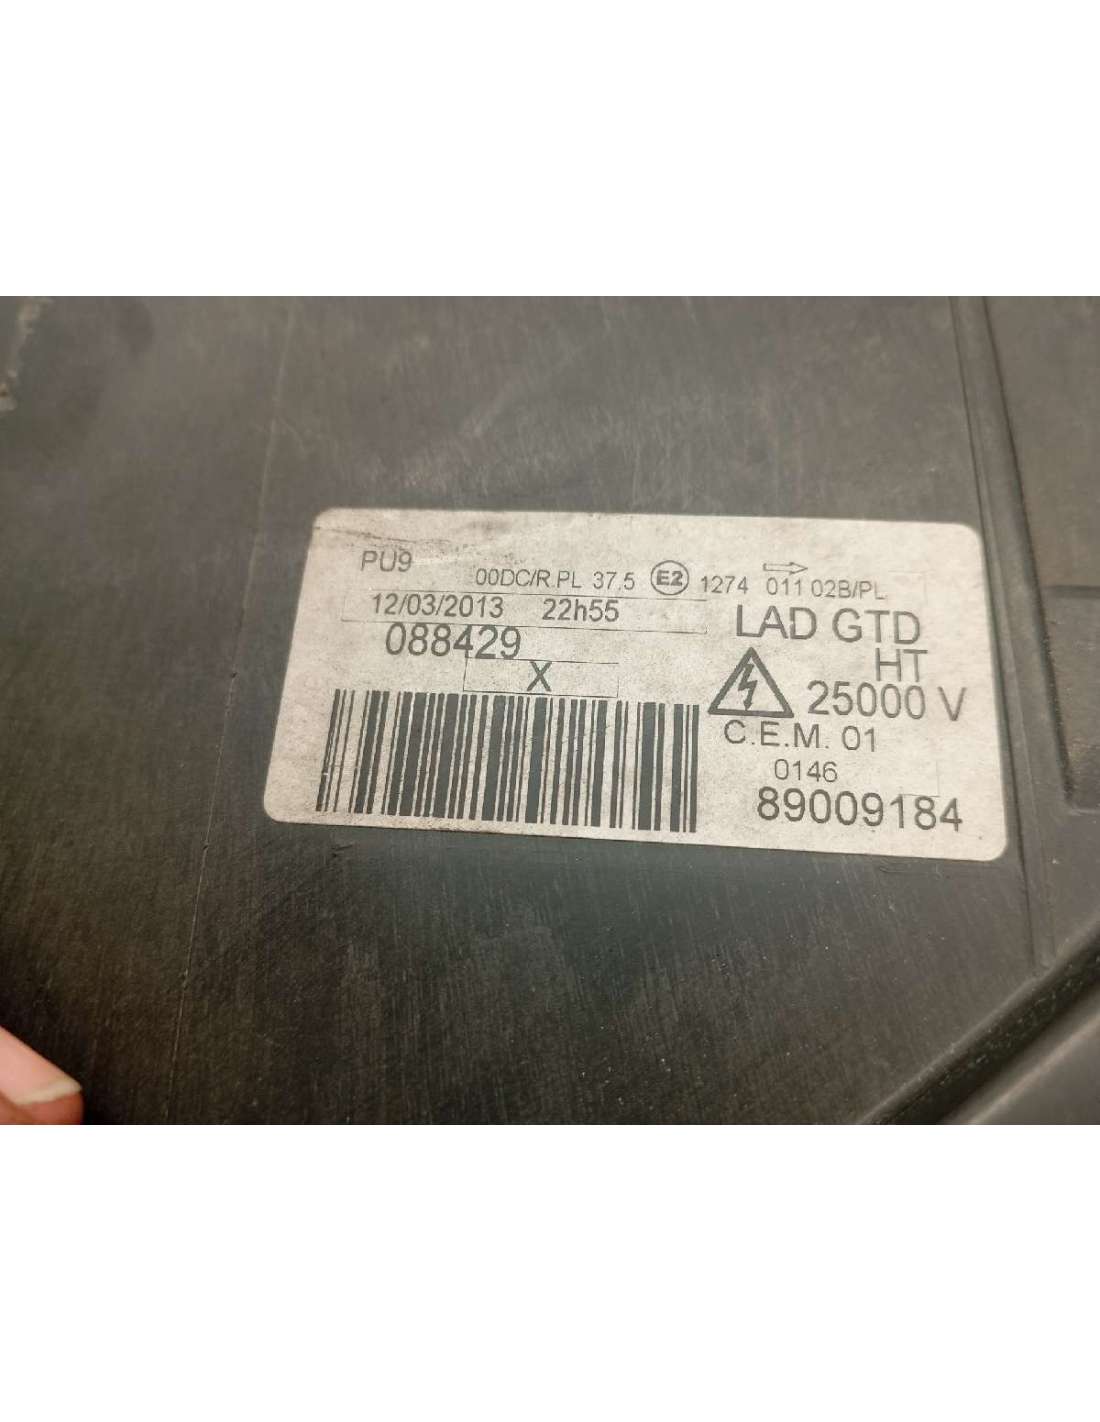 PU9
00DC/R.PL 37,5 E2 1274 011 02B/PL
12/03/2013 22h55
LAD GTD
088429
HT
X
25000 V
C.E.M. 01
0146
89009184